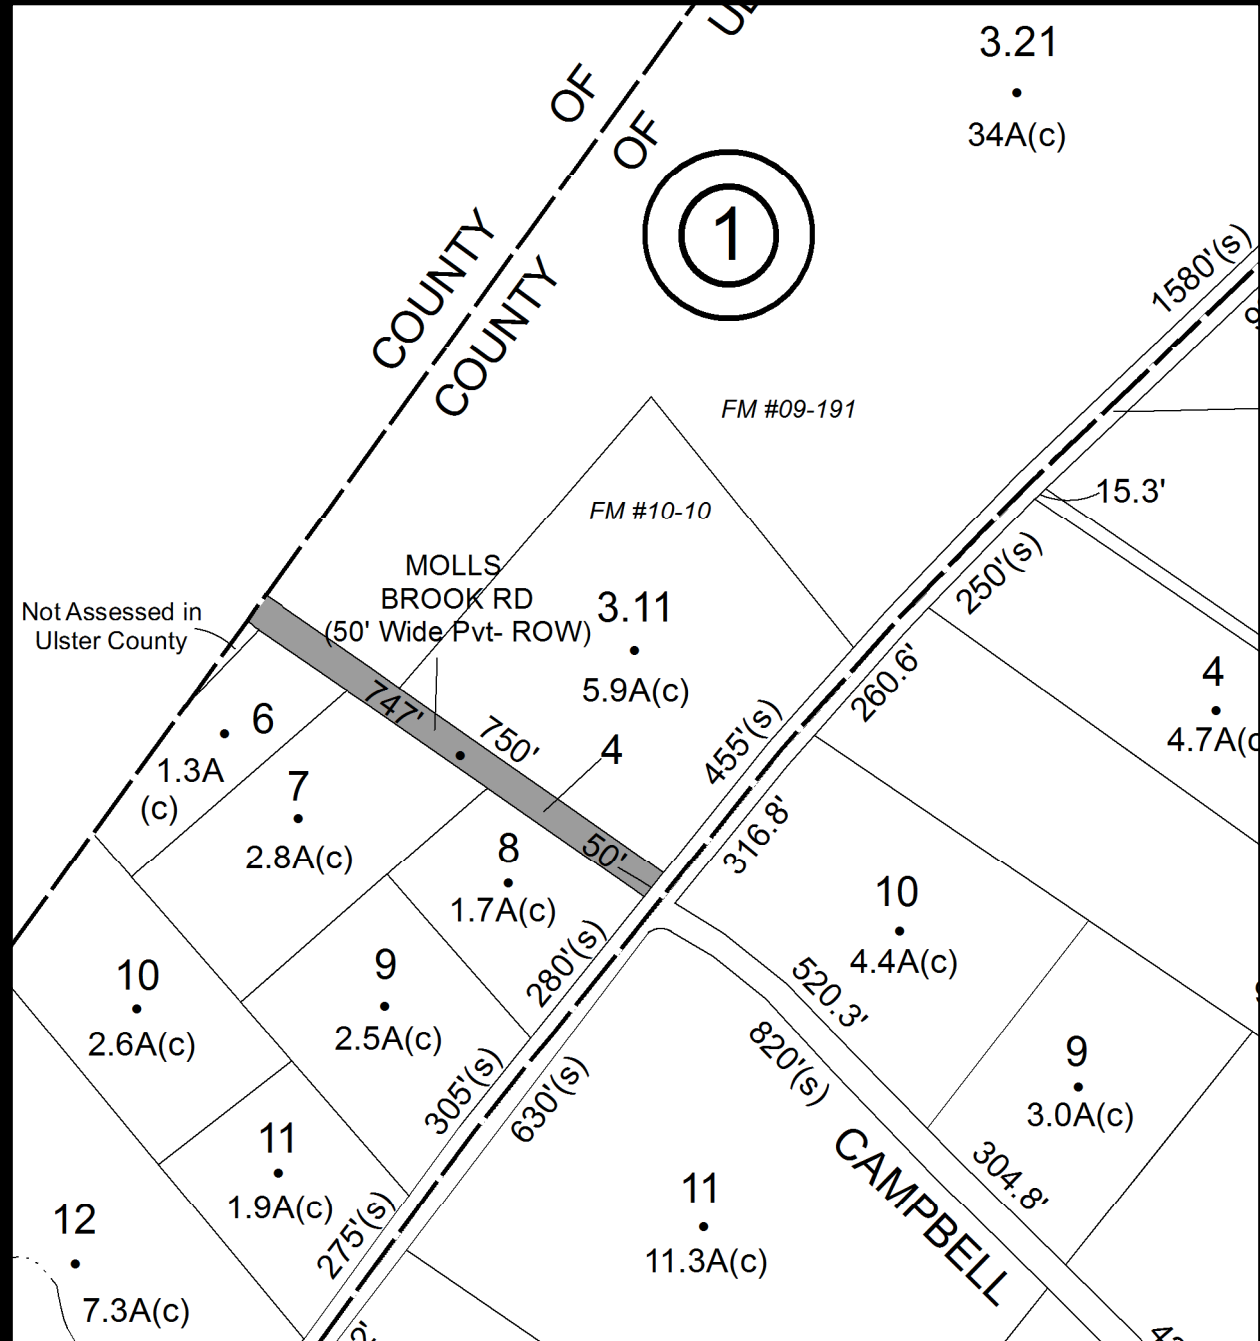 3.21
34A(c)
OF
OF
1
COUNTY
COUNTY
1580'(s)
FM #09-191
FM #10-10
15.3'
MOLLS
BROOK RD
(50' Wide Pvt- ROW)
3.11
5.9A(c)
Not Assessed in
Ulster County
250'(s)
260.6'
4
4.7A(c
747'
750'
4
455'(s)
6
1.3A
(c)
7
2.8A(c)
50'
316.8'
8
1.7A(c)
10
4.4A(c)
280'(s)
520.3'
9
2.5A(c)
10
2.6A(c)
820'(s)
9
3.0A(c)
305'(s)
630'(s)
11
1.9A(c)
304.8'
CAMPBELL
275'(s)
11
11.3A(c)
12
7.3A(c)
2'